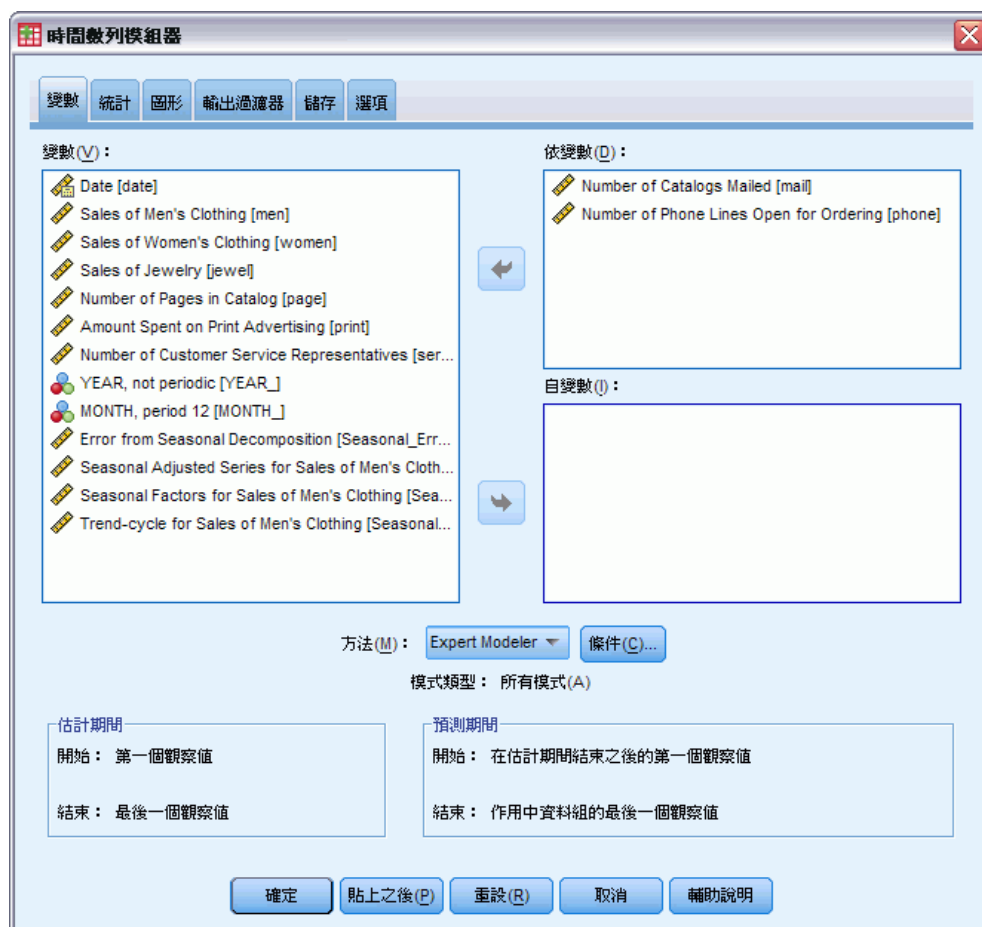 時間數列模組器
變數 統計 圖形 輸出過濾器 儲存 選項
變數(V)：
Date [date]
Sales of Men's Clothing [men]
Sales of Women's Clothing [women]
Sales of Jewelry [jewel]
Number of Pages in Catalog [page]
Amount Spent on Print Advertising [print]
Number of Customer Service Representatives [ser...
YEAR, not periodic [YEAR_]
MONTH, period 12 [MONTH_]
Error from Seasonal Decomposition [Seasonal_Err...
Seasonal Adjusted Series for Sales of Men's Cloth...
Seasonal Factors for Sales of Men's Clothing [Sea...
Trend-cycle for Sales of Men's Clothing [Seasonal...
依變數(D)：
Number of Catalogs Mailed [mail]
Number of Phone Lines Open for Ordering [phone]
自變數(I)：
方法(M)： Expert Modeler 條件(C)...
模式類型： 所有模式(A)
估計期間
開始： 第一個觀察值
結束： 最後一個觀察值
預測期間
開始： 在估計期間結束之後的第一個觀察值
結束： 作用中資料組的最後一個觀察值
確定 貼上之後(P) 重設(R) 取消 輔助說明